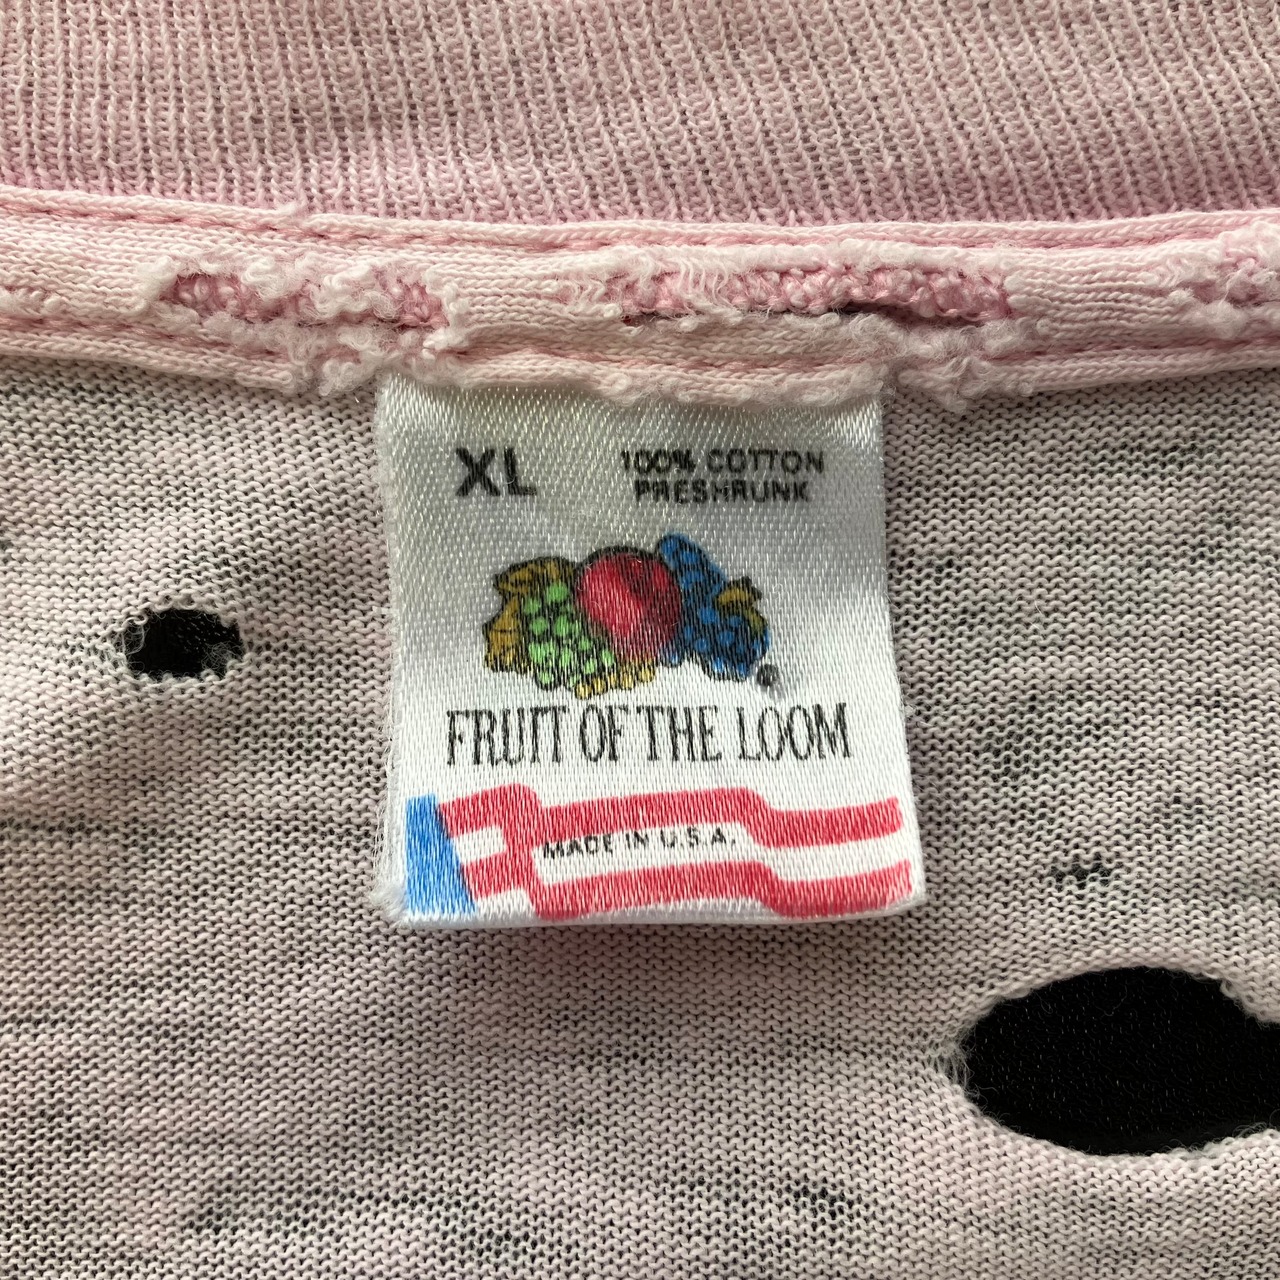 XL
100% COTTON
PRESHRUNK
FRUIT OF THE LOOM
MADE IN U.S.A.